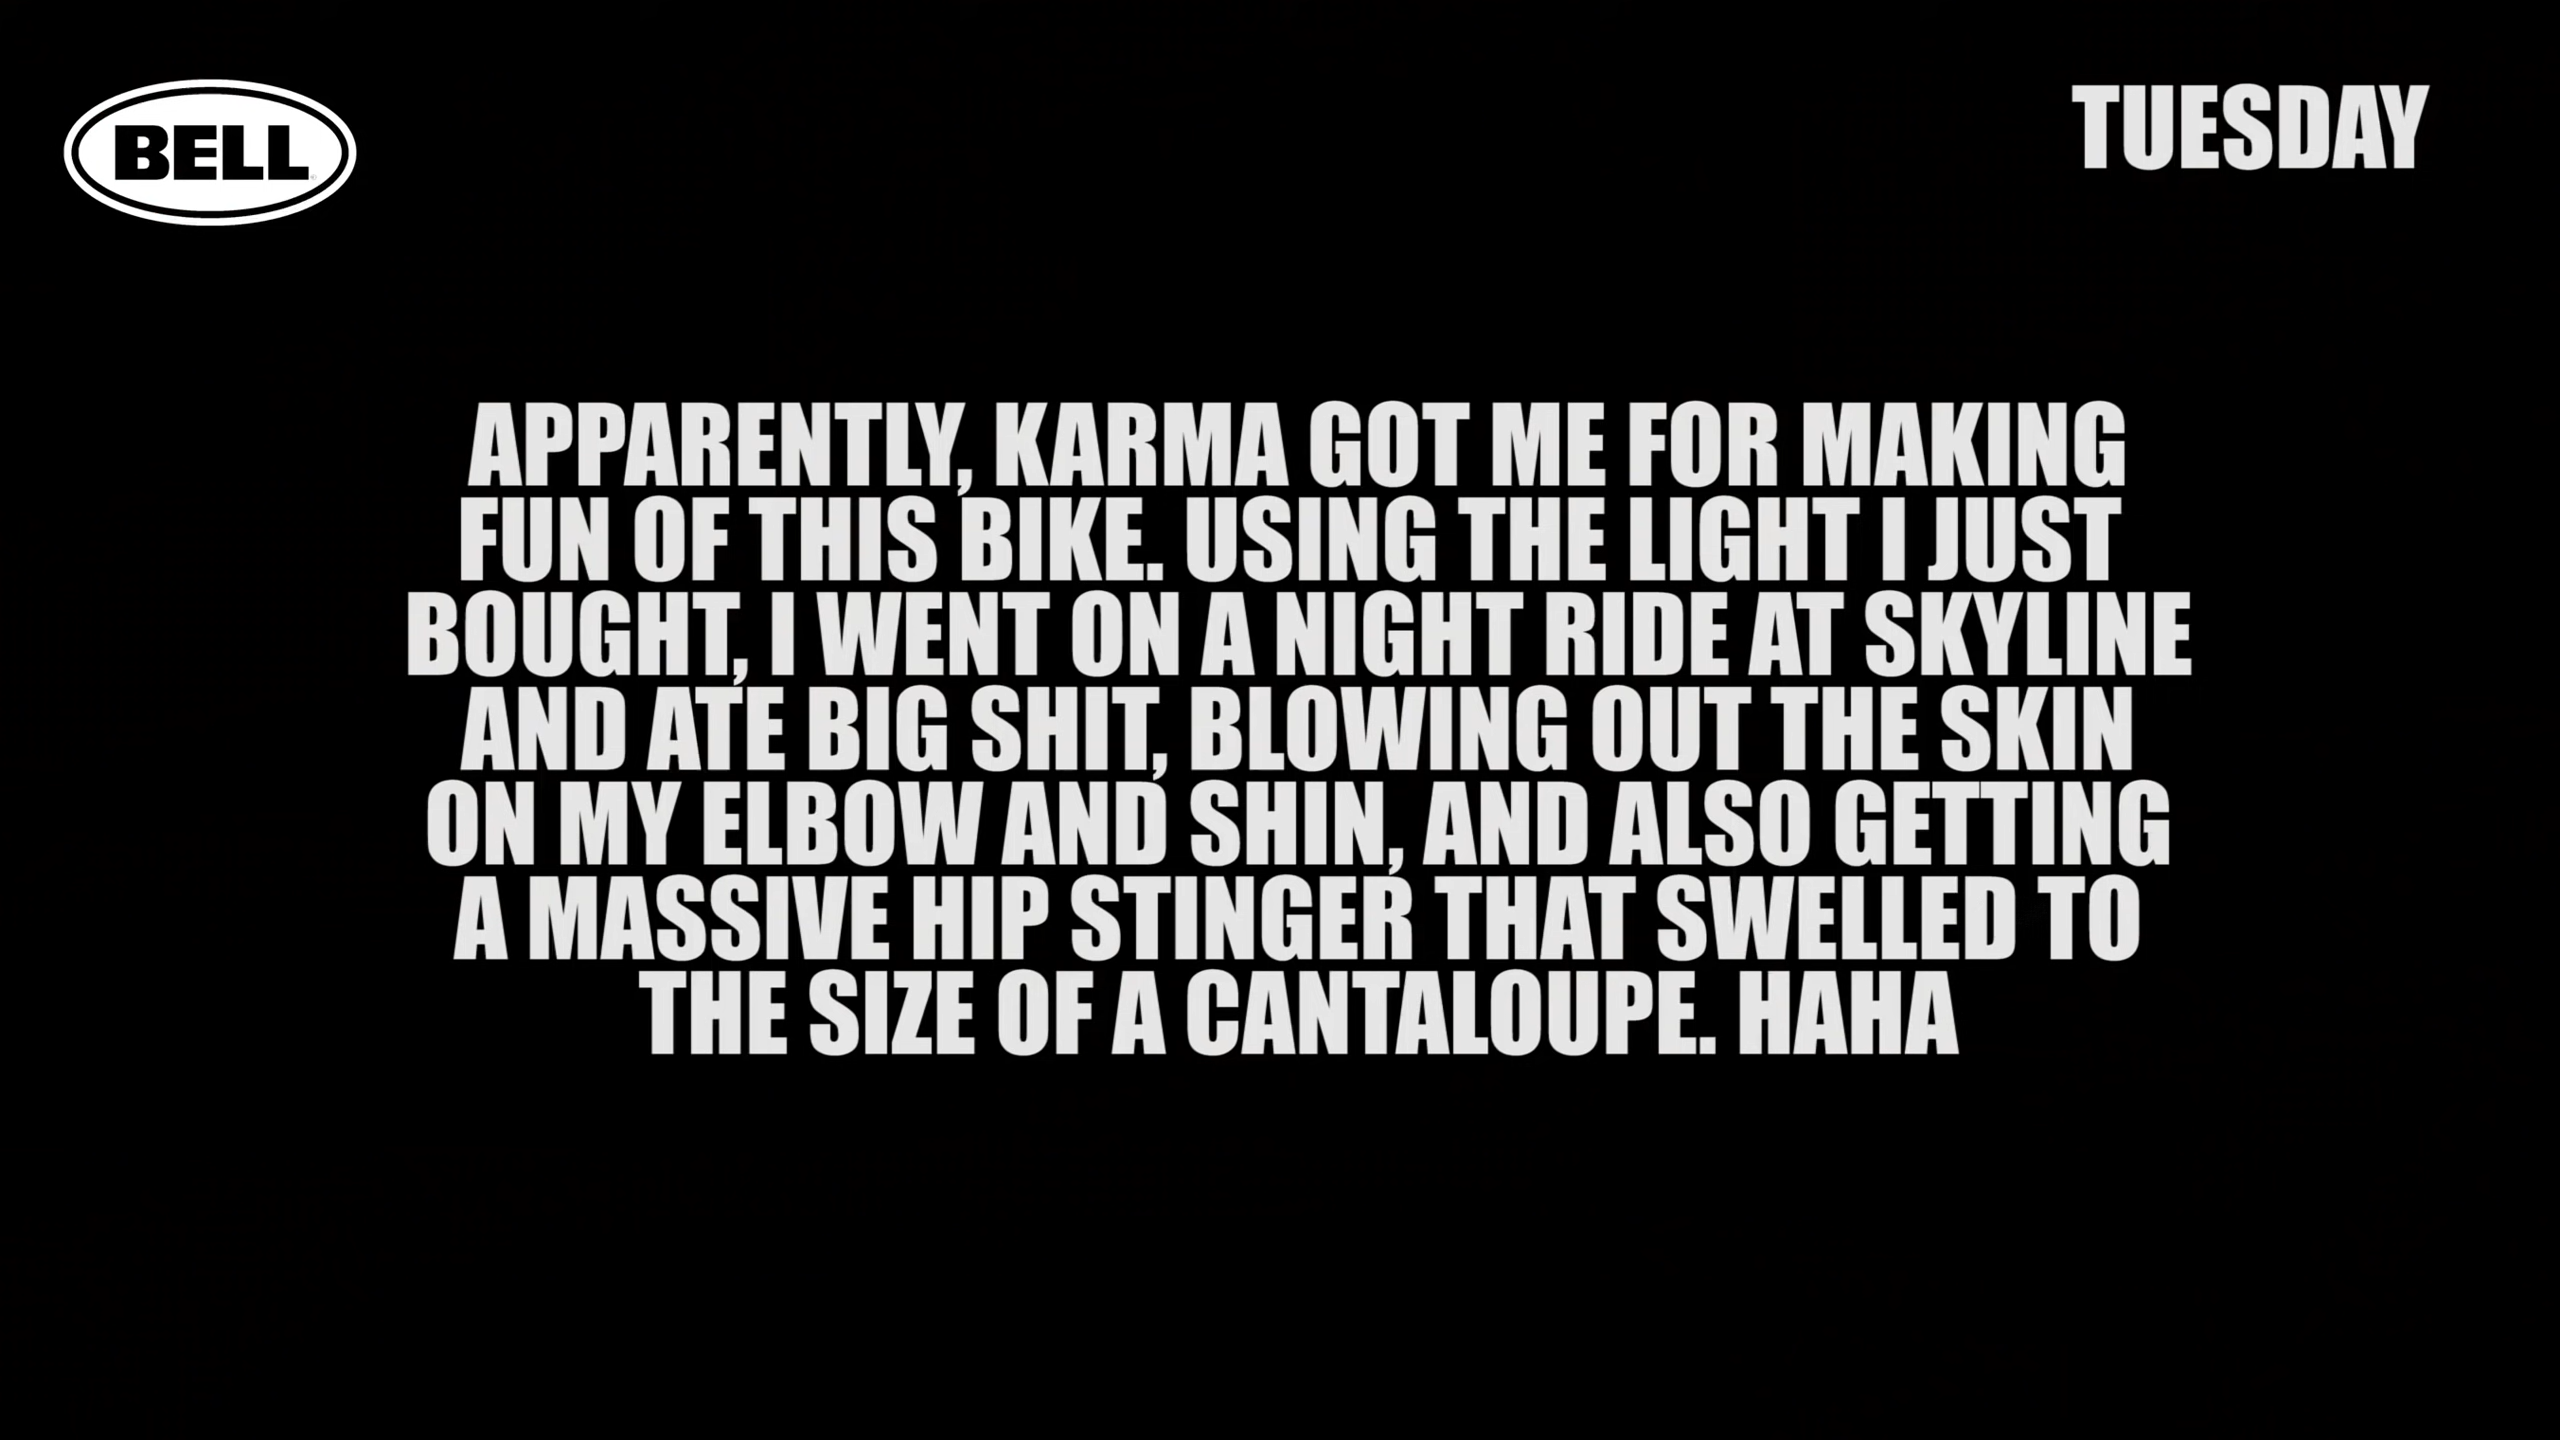 BELL
TUESDAY
APPARENTLY, KARMA GOT ME FOR MAKING
FUN OF THIS BIKE. USING THE LIGHT I JUST
BOUGHT, I WENT ON A NIGHT RIDE AT SKYLINE
AND ATE BIG SHIT, BLOWING OUT THE SKIN
ON MY ELBOW AND SHIN, AND ALSO GETTING
A MASSIVE HIP STINGER THAT SWELLED TO
THE SIZE OF A CANTALOUPE. HAHA